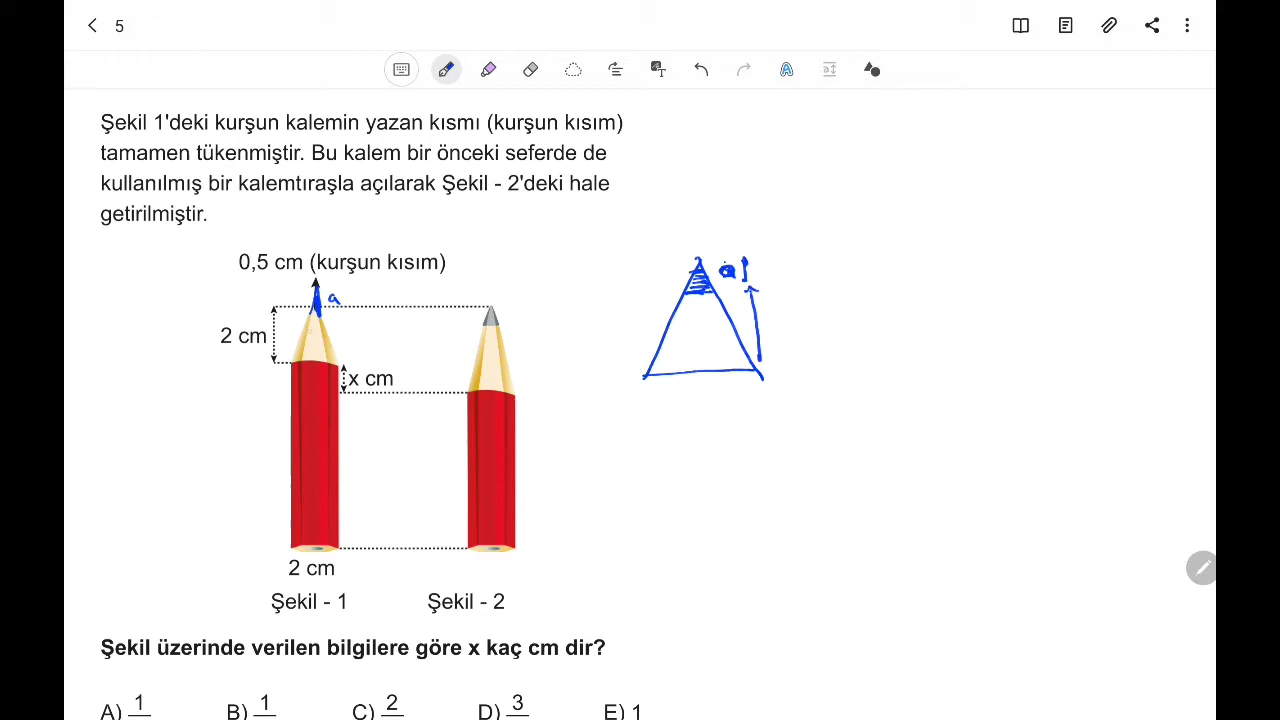 5
Şekil 1'deki kurşun kalemin yazan kısmı (kurşun kısım)
tamamen tükenmiştir. Bu kalem bir önceki seferde de
kullanılmış bir kalemtıraşla açılarak Şekil - 2'deki hale
getirilmiştir.
0,5 cm (kurşun kısım)
a
a
2 cm
x cm
2 cm
Şekil - 1 Şekil - 2
Şekil üzerinde verilen bilgilere göre x kaç cm dir?
A) 1 B) 1 C) 2 D) 3 E) 1